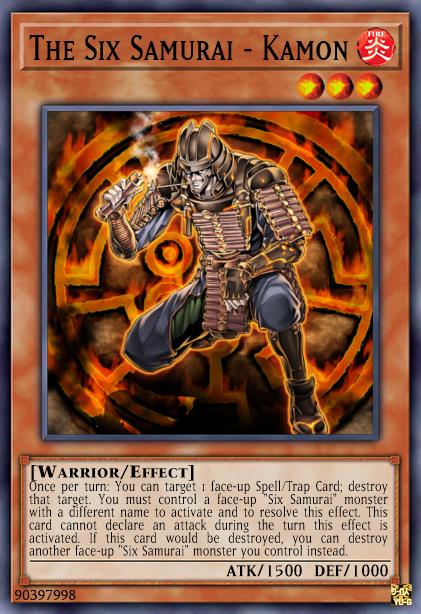 The Six Samurai - Kamon
FIRE
炎
[Warrior/Effect]
Once per turn: You can target 1 face-up Spell/Trap Card; destroy
that target. You must control a face-up "Six Samurai" monster
with a different name to activate and to resolve this effect. This
card cannot declare an attack during the turn this effect is
activated. If this card would be destroyed, you can destroy
another face-up "Six Samurai" monster you control instead.
ATK/1500 DEF/1000
90397998